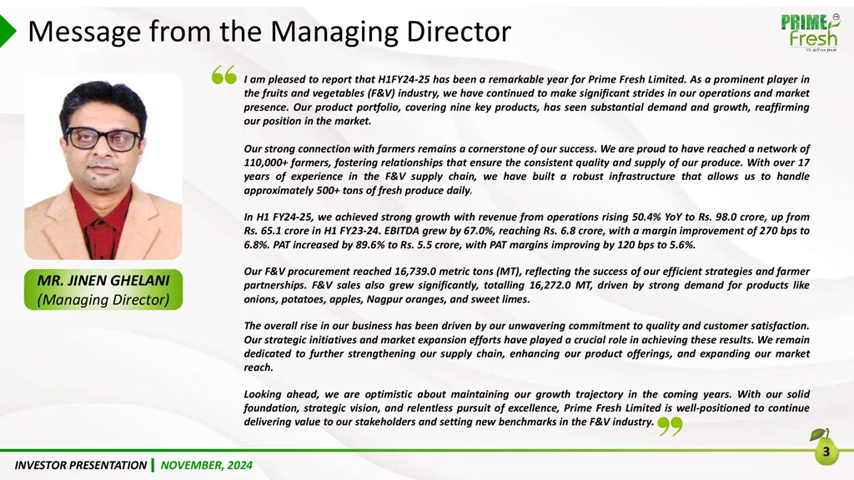 Message from the Managing Director
PRIME
Fresh
I am pleased to report that H1FY24-25 has been a remarkable year for Prime Fresh Limited. As a prominent player in
the fruits and vegetables (F&V) industry, we have continued to make significant strides in our operations and market
presence. Our product portfolio, covering nine key products, has seen substantial demand and growth, reaffirming
our position in the market.
Our strong connection with farmers remains a cornerstone of our success. We are proud to have reached a network of
110,000+ farmers, fostering relationships that ensure the consistent quality and supply of our produce. With over 17
years of experience in the F&V supply chain, we have built a robust infrastructure that allows us to handle
approximately 500+ tons of fresh produce daily.
In H1 FY24-25, we achieved strong growth with revenue from operations rising 50.4% YoY to Rs. 98.0 crore, up from
Rs. 65.1 crore in H1 FY23-24. EBITDA grew by 67.0%, reaching Rs. 6.8 crore, with a margin improvement of 270 bps to
6.8%. PAT increased by 89.6% to Rs. 5.5 crore, with PAT margins improving by 120 bps to 5.6%.
Our F&V procurement reached 16,739.0 metric tons (MT), reflecting the success of our efficient strategies and farmer
partnerships. F&V sales also grew significantly, totalling 16,272.0 MT, driven by strong demand for products like
onions, potatoes, apples, Nagpur oranges, and sweet limes.
The overall rise in our business has been driven by our unwavering commitment to quality and customer satisfaction.
Our strategic initiatives and market expansion efforts have played a crucial role in achieving these results. We remain
dedicated to further strengthening our supply chain, enhancing our product offerings, and expanding our market
reach.
Looking ahead, we are optimistic about maintaining our growth trajectory in the coming years. With our solid
foundation, strategic vision, and relentless pursuit of excellence, Prime Fresh Limited is well-positioned to continue
delivering value to our stakeholders and setting new benchmarks in the F&V industry.
MR. JINEN GHELANI
(Managing Director)
INVESTOR PRESENTATION | NOVEMBER, 2024
3